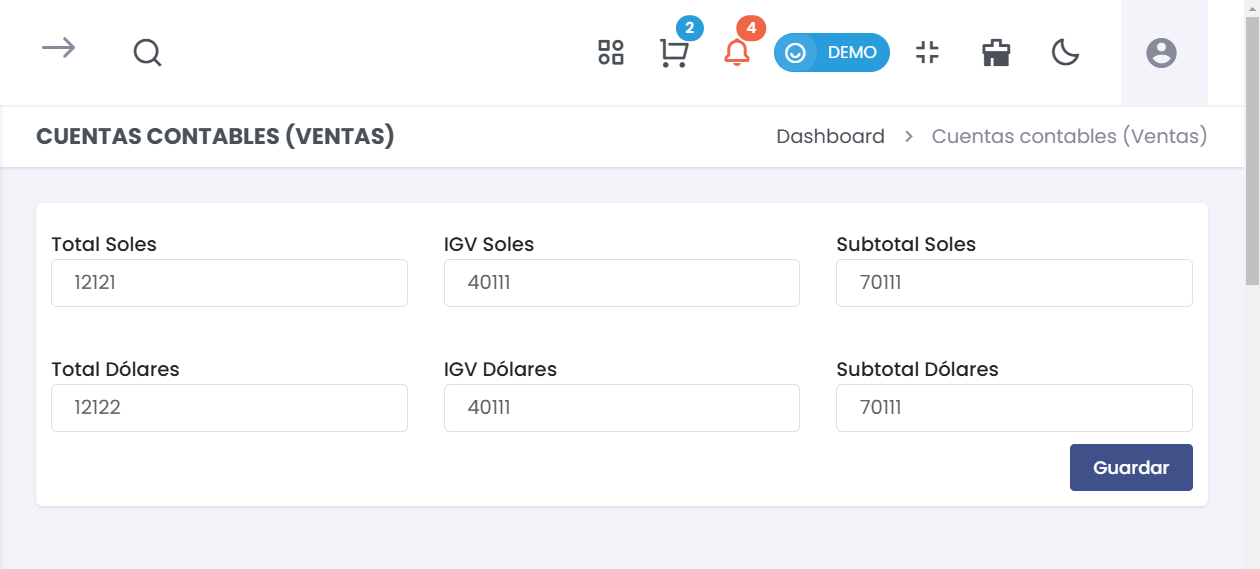 2
4
DEMO
CUENTAS CONTABLES (VENTAS)
Dashboard > Cuentas contables (Ventas)
Total Soles
IGV Soles
Subtotal Soles
12121
40111
70111
Total Dólares
IGV Dólares
Subtotal Dólares
12122
40111
70111
Guardar